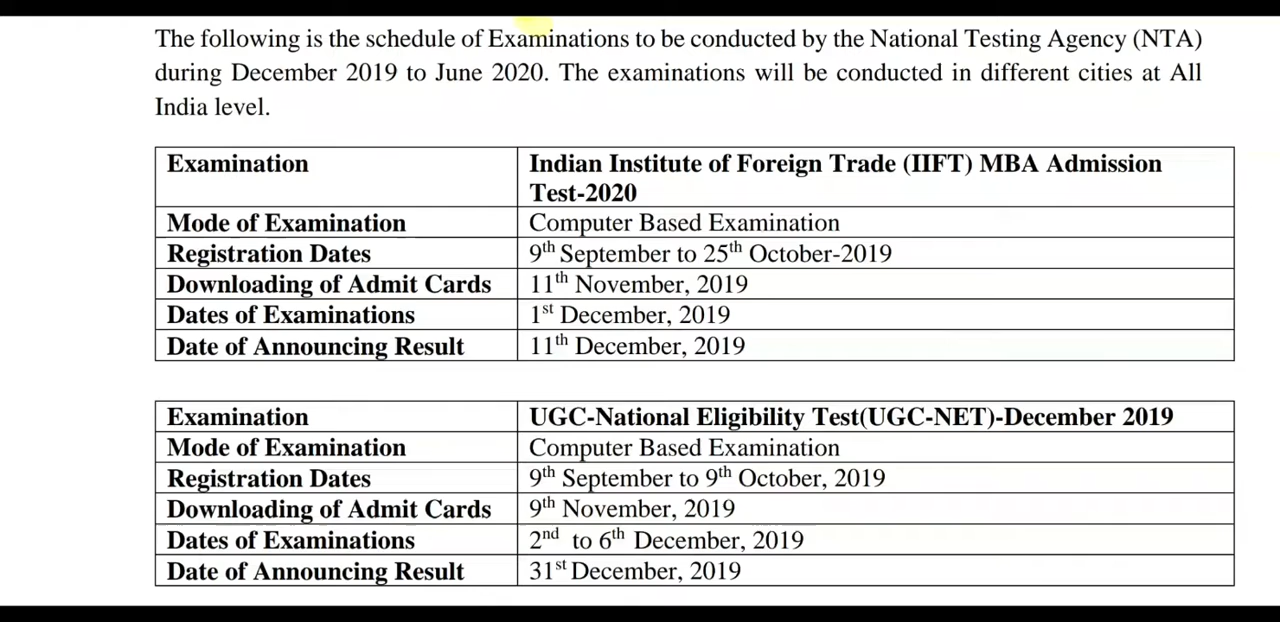 The following is the schedule of Examinations to be conducted by the National Testing Agency (NTA)
during December 2019 to June 2020. The examinations will be conducted in different cities at All
India level.
Examination Indian Institute of Foreign Trade (IIFT) MBA Admission
Test-2020
Mode of Examination Computer Based Examination
Registration Dates 9th September to 25th October-2019
Downloading of Admit Cards 11th November, 2019
Dates of Examinations 1st December, 2019
Date of Announcing Result 11th December, 2019
Examination UGC-National Eligibility Test(UGC-NET)-December 2019
Mode of Examination Computer Based Examination
Registration Dates 9th September to 9th October, 2019
Downloading of Admit Cards 9th November, 2019
Dates of Examinations 2nd to 6th December, 2019
Date of Announcing Result 31st December, 2019